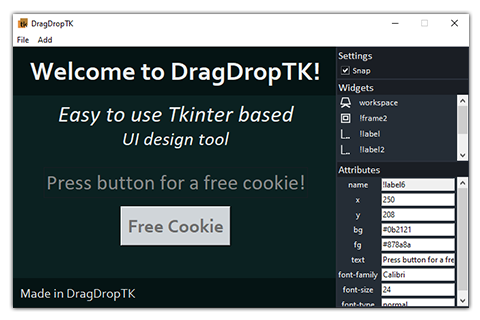 DragDropTK
File Add
Welcome to DragDropTK!
Easy to use Tkinter based
UI design tool
Press button for a free cookie!
Free Cookie
Made in DragDropTK
Settings
Snap
Widgets
workspace
!frame2
!label
!label2
Attributes
name !label6
x 250
y 208
bg #0b2121
fg #878a8a
text Press button for a fre
font-family Calibri
font-size 24
font-type normal